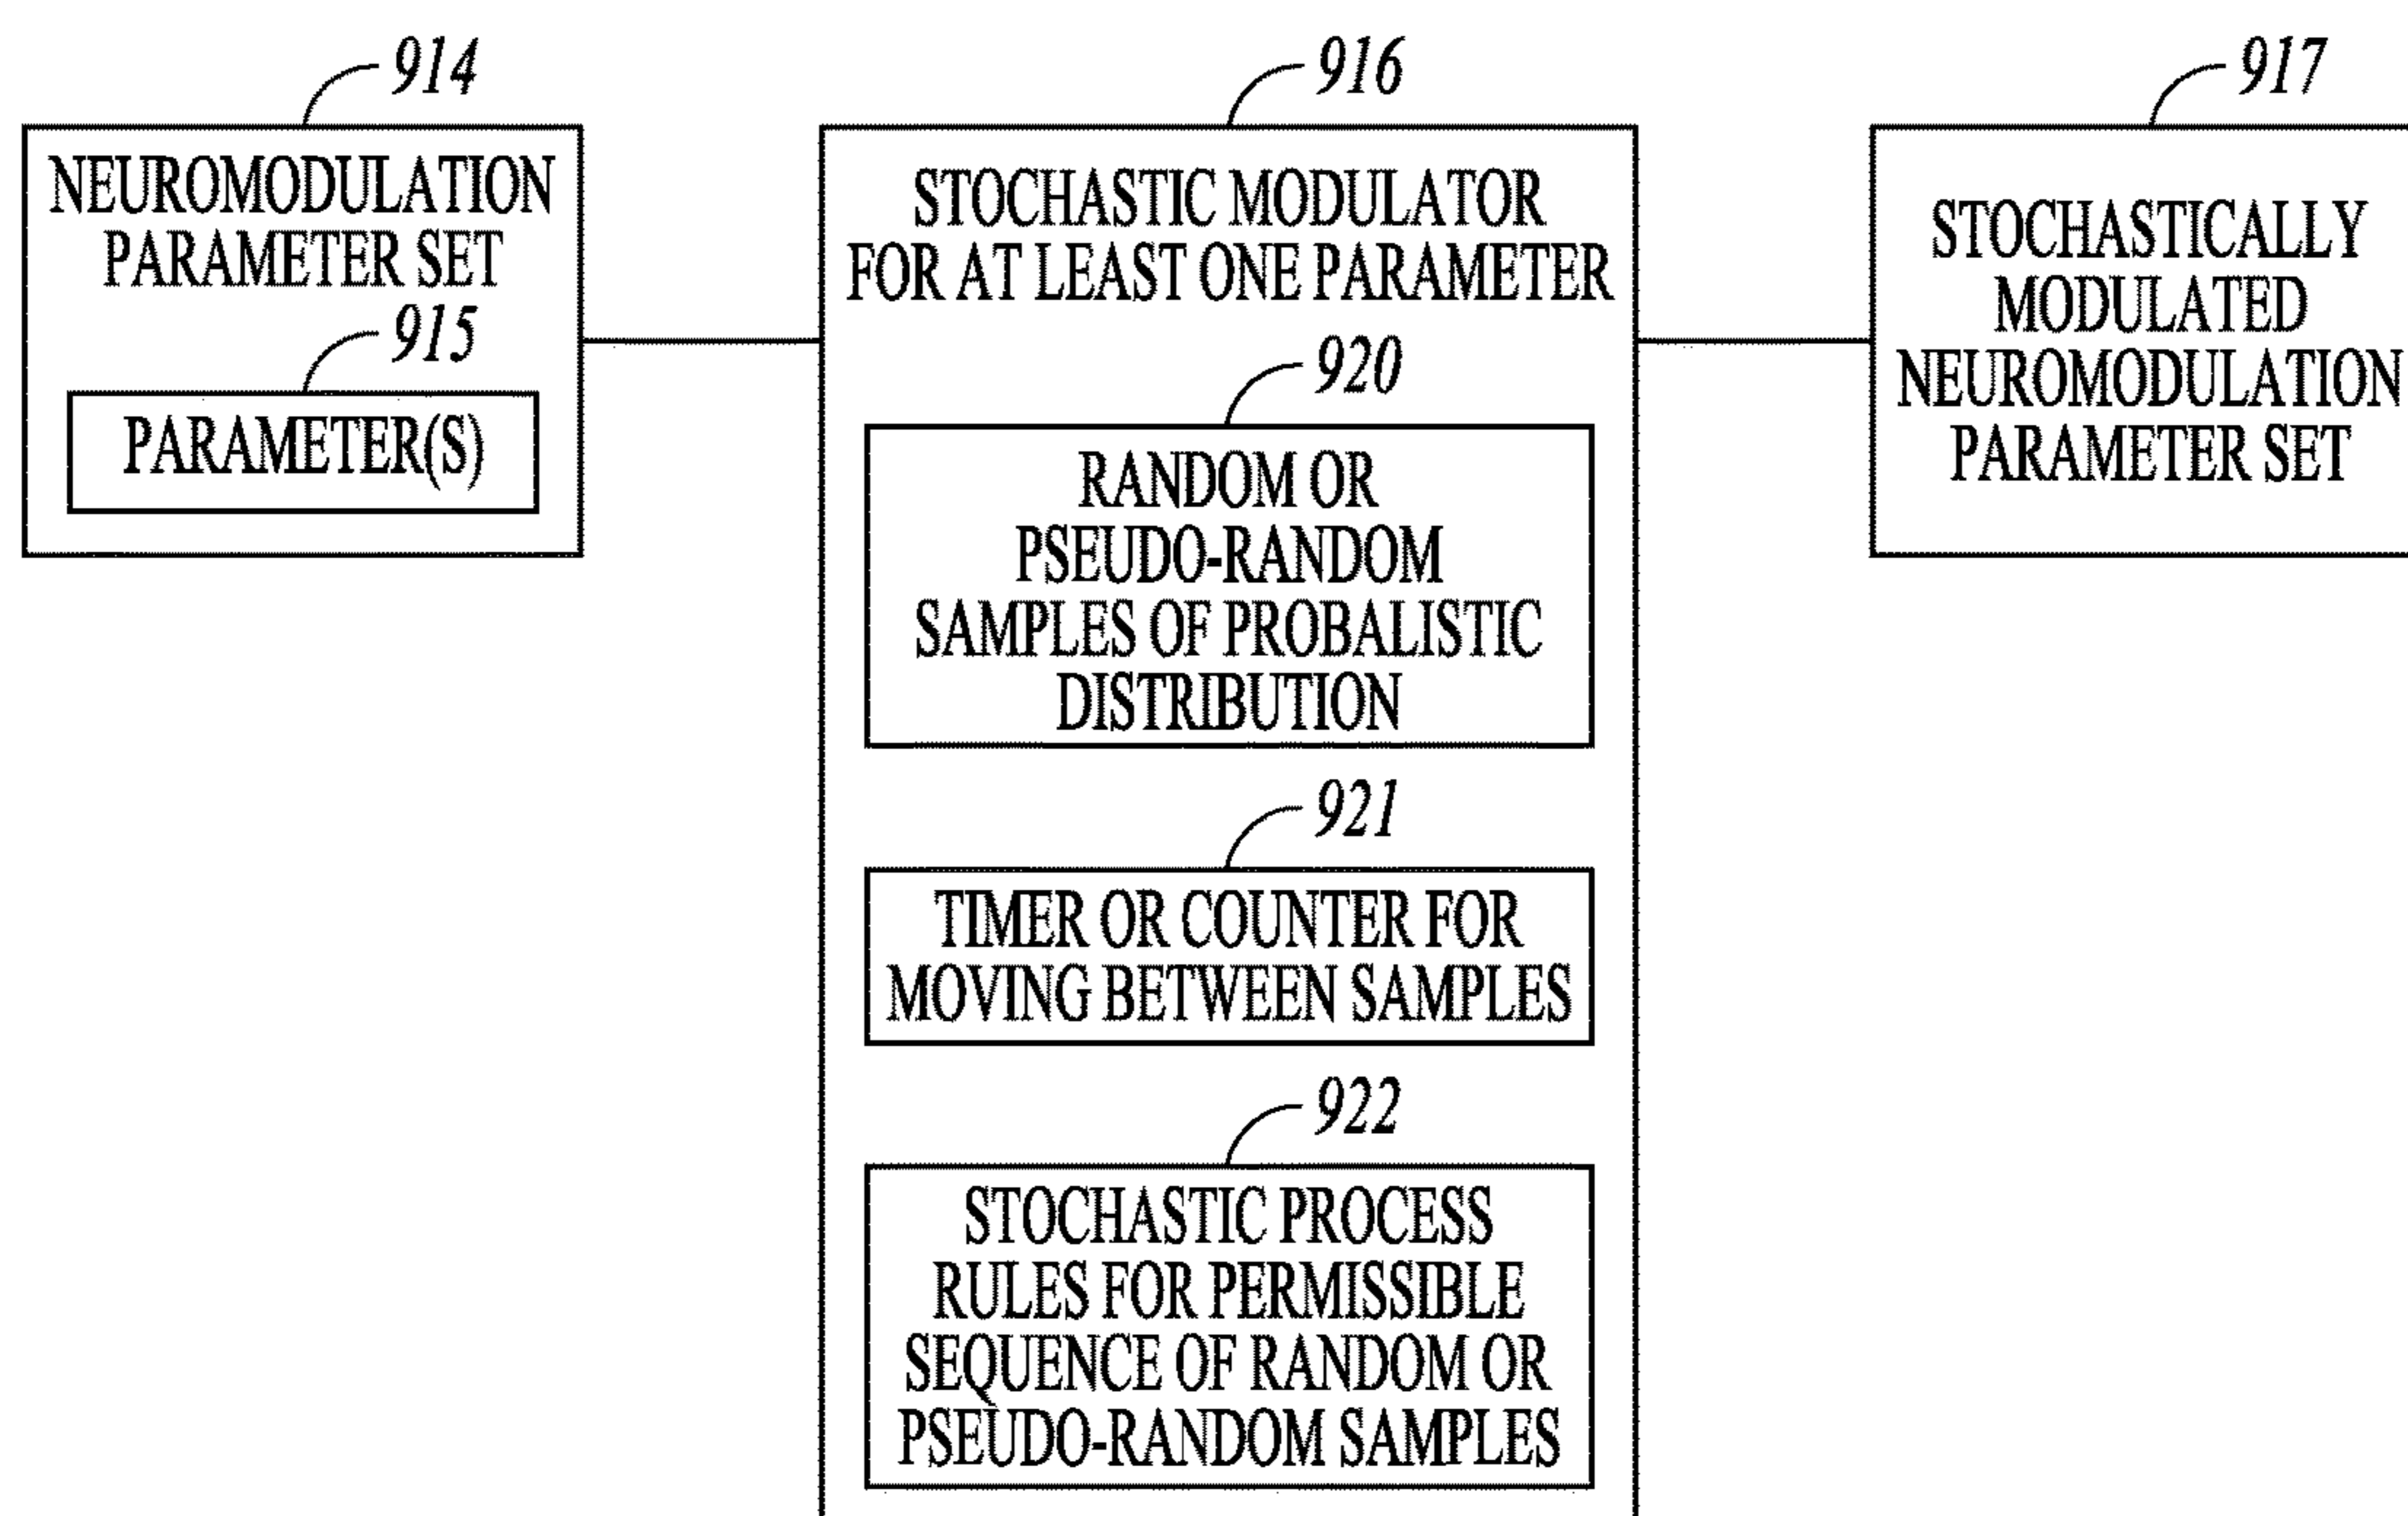 914
NEUROMODULATION
PARAMETER SET
915
PARAMETER(S)
916
STOCHASTIC MODULATOR
FOR AT LEAST ONE PARAMETER
920
RANDOM OR
PSEUDO-RANDOM
SAMPLES OF PROBALISTIC
DISTRIBUTION
921
TIMER OR COUNTER FOR
MOVING BETWEEN SAMPLES
922
STOCHASTIC PROCESS
RULES FOR PERMISSIBLE
SEQUENCE OF RANDOM OR
PSEUDO-RANDOM SAMPLES
917
STOCHASTICALLY
MODULATED
NEUROMODULATION
PARAMETER SET